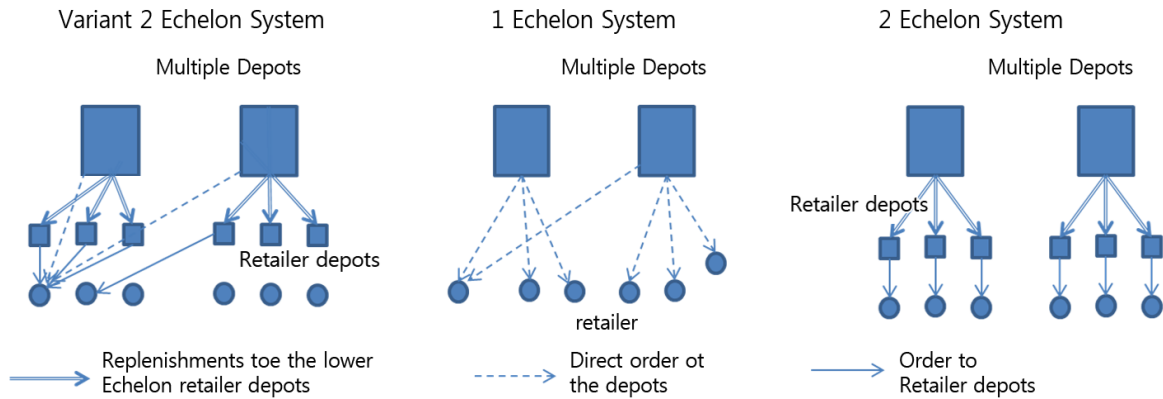 Variant 2 Echelon System
Multiple Depots
Retailer depots
1 Echelon System
Multiple Depots
retailer
2 Echelon System
Multiple Depots
Retailer depots
Replenishments toe the lower
Echelon retailer depots
Direct order ot
the depots
Order to
Retailer depots